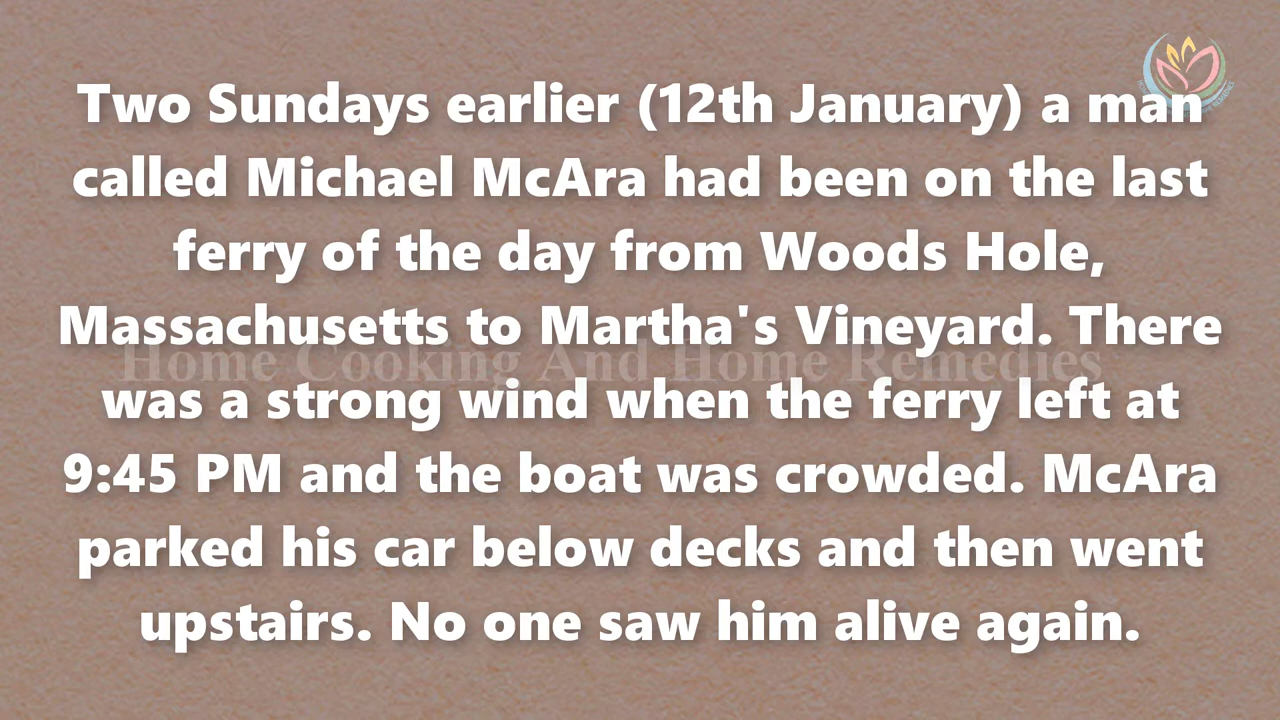 Two Sundays earlier (12th January) a man
called Michael McAra had been on the last
ferry of the day from Woods Hole,
Massachusetts to Martha's Vineyard. There
Home Cooking And Home Remedies
was a strong wind when the ferry left at
9:45 PM and the boat was crowded. McAra
parked his car below decks and then went
upstairs. No one saw him alive again.